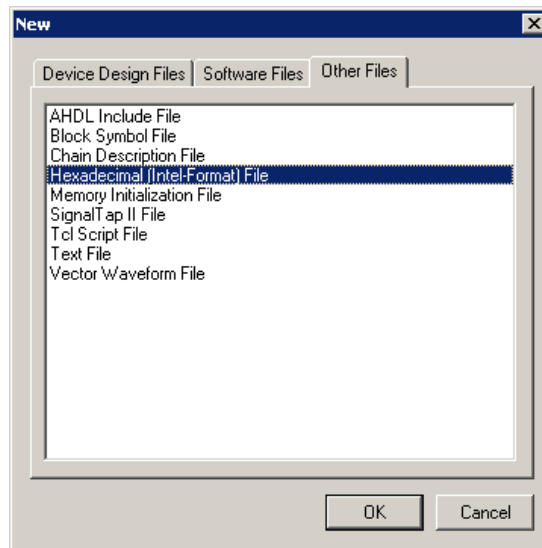 New
Device Design Files
Software Files
Other Files
AHDL Include File
Block Symbol File
Chain Description File
Hexadecimal (Intel-Format) File
Memory Initialization File
SignalTap II File
Tcl Script File
Text File
Vector Waveform File
OK
Cancel